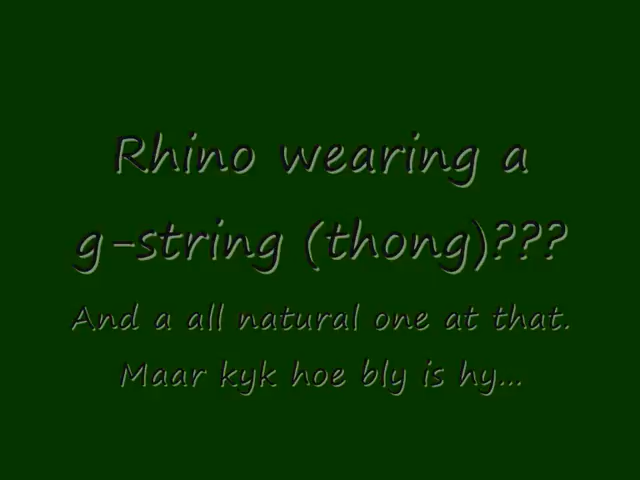 Rhino wearing a
g-string (thong)???
And a all natural one at that.
Maar kyk hoe bly is hy...